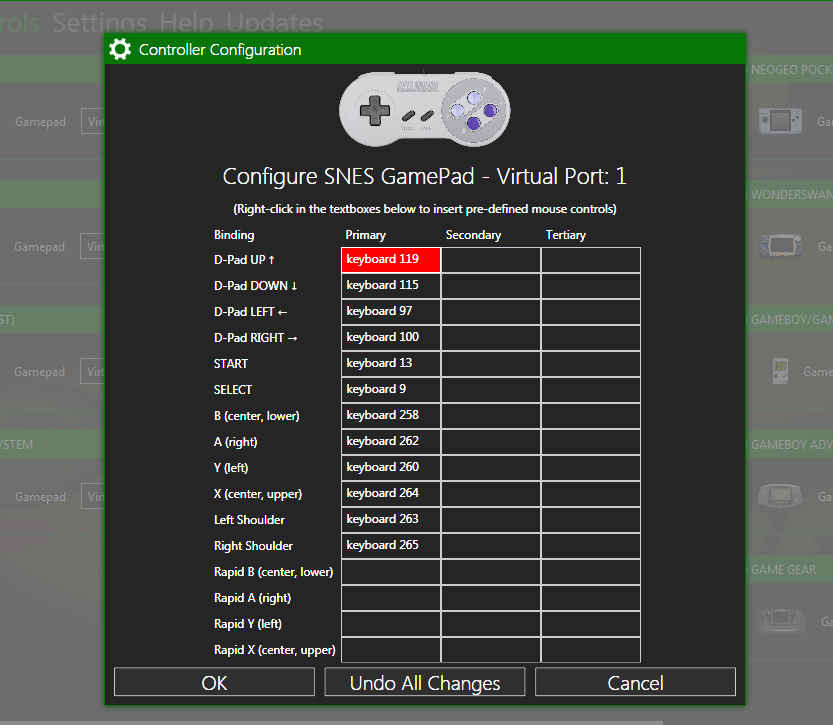 rols Settings Help Updates
Controller Configuration
NEOGEO POCK
Gamepad Virt
Ga
Configure SNES GamePad - Virtual Port: 1
WONDERSWAN
(Right-click in the textboxes below to insert pre-defined mouse controls)
Binding Primary Secondary Tertiary
Gamepad Virt
Ga
D-Pad UP ↑ keyboard 119
D-Pad DOWN ↓ keyboard 115
D-Pad LEFT ← keyboard 97
ST)
GAMEBOY/GAM
D-Pad RIGHT → keyboard 100
START keyboard 13
Gamepad Virt
Game
SELECT keyboard 9
B (center, lower) keyboard 258
A (right) keyboard 262
YSTEM
GAMEBOY ADV
Y (left) keyboard 260
X (center, upper) keyboard 264
Gamepad Virt
Ga
Left Shoulder keyboard 263
Right Shoulder keyboard 265
Rapid B (center, lower)
GAME GEAR
Rapid A (right)
Rapid Y (left)
Ga
Rapid X (center, upper)
OK Undo All Changes Cancel